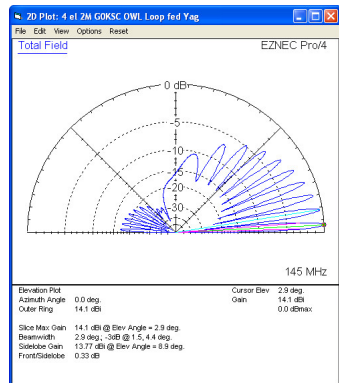 2D Plot: 4 el 2M G0KSC OWL Loop fed Yag
File Edit View Options Reset
Total Field EZNEC Pro/4
0 dB
-5
-10
-15
-20
-30
145 MHz
Elevation Plot Cursor Elev 2.9 deg.
Azimuth Angle 0.0 deg. Gain 14.1 dBi
Outer Ring 14.1 dBi 0.0 dBmax
Slice Max Gain 14.1 dBi @ Elev Angle = 2.9 deg.
Beamwidth 2.9 deg.; -3dB @ 1.5, 4.4 deg.
Sidelobe Gain 13.77 dBi @ Elev Angle = 8.9 deg.
Front/Sidelobe 0.33 dB